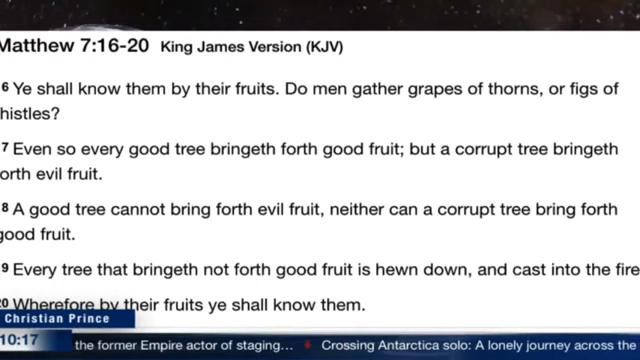 Matthew 7:16-20 King James Version (KJV)
6 Ye shall know them by their fruits. Do men gather grapes of thorns, or figs of
histles?
7 Even so every good tree bringeth forth good fruit; but a corrupt tree bringeth
orth evil fruit.
8 A good tree cannot bring forth evil fruit, neither can a corrupt tree bring forth
good fruit.
9 Every tree that bringeth not forth good fruit is hewn down, and cast into the fire
20 Wherefore by their fruits ye shall know them.
Christian Prince
10:17 the former Empire actor of staging... Crossing Antarctica solo: A lonely journey across the